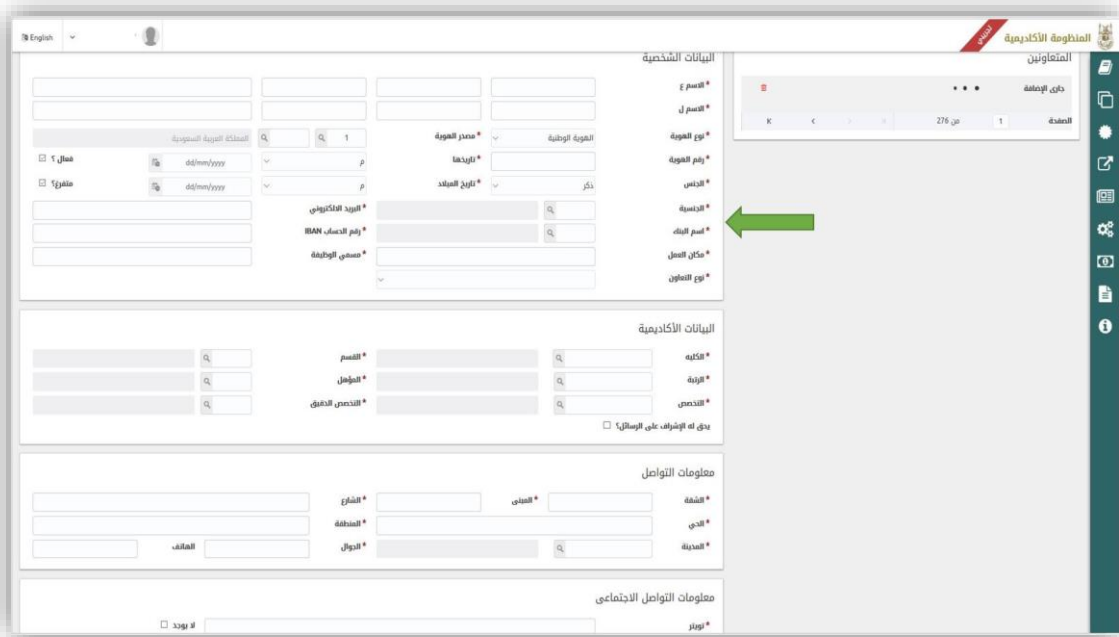 المنظومة الأكاديمية
تجريبي
English
المتعاونين
جارى الإضافة
الصفحة 1 من 276
البيانات الشخصية
* الاسم ع
* الاسم ل
* نوع الهوية الهوية الوطنية * مصدر الهوية 1 المملكة العربية السعودية
* رقم الهوية * تاريخها م dd/mm/yyyy فعال ؟
* الجنس ذكر * تاريخ الميلاد م dd/mm/yyyy متفرغ؟
* الجنسية * البريد الالكتروني
* اسم البنك * رقم الحساب IBAN
* مكان العمل * مسمى الوظيفة
* نوع التعاون
البيانات الأكاديمية
* الكليه * القسم
* الرتبة * المؤهل
* التخصص * التخصص الدقيق
يحق له الإشراف على الرسائل؟
معلومات التواصل
* الشقة * المبنى * الشارع
* الحي * المنطقة
* المدينة * الجوال الهاتف
معلومات التواصل الاجتماعى
* تويتر لا يوجد